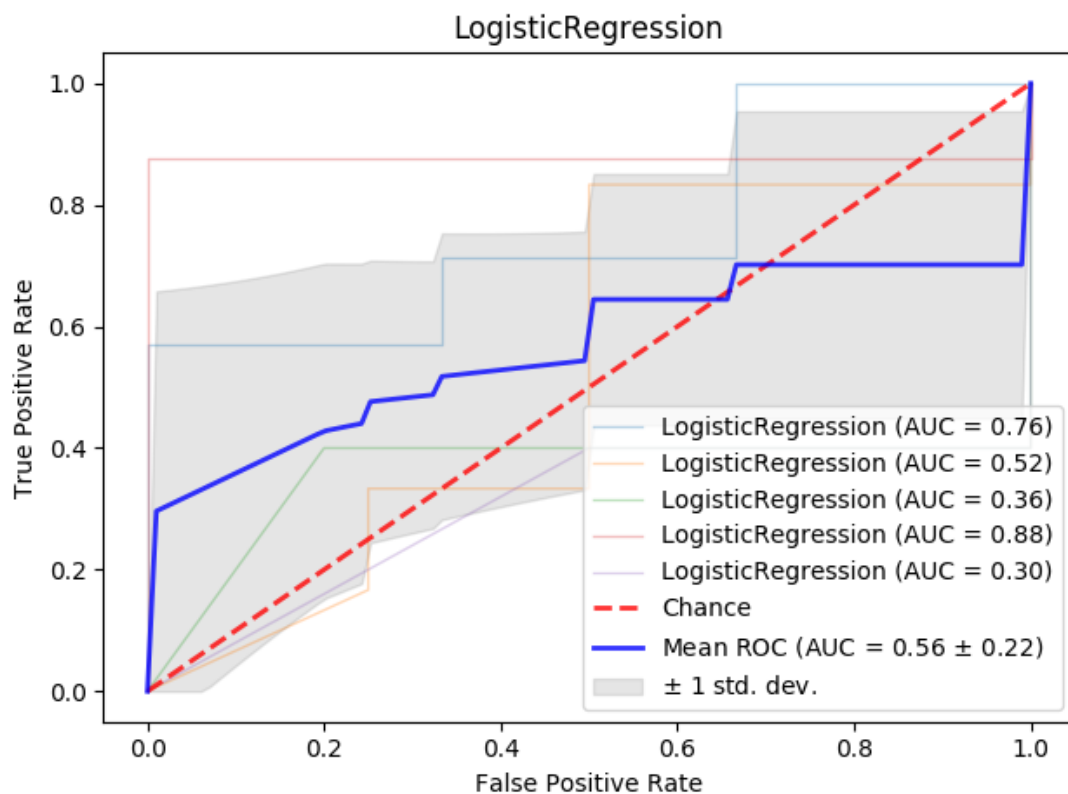 LogisticRegression
True Positive Rate
1.0
0.8
0.6
0.4
0.2
0.0
LogisticRegression (AUC = 0.76)
LogisticRegression (AUC = 0.52)
LogisticRegression (AUC = 0.36)
LogisticRegression (AUC = 0.88)
LogisticRegression (AUC = 0.30)
Chance
Mean ROC (AUC = 0.56 ± 0.22)
± 1 std. dev.
0.0 0.2 0.4 0.6 0.8 1.0
False Positive Rate